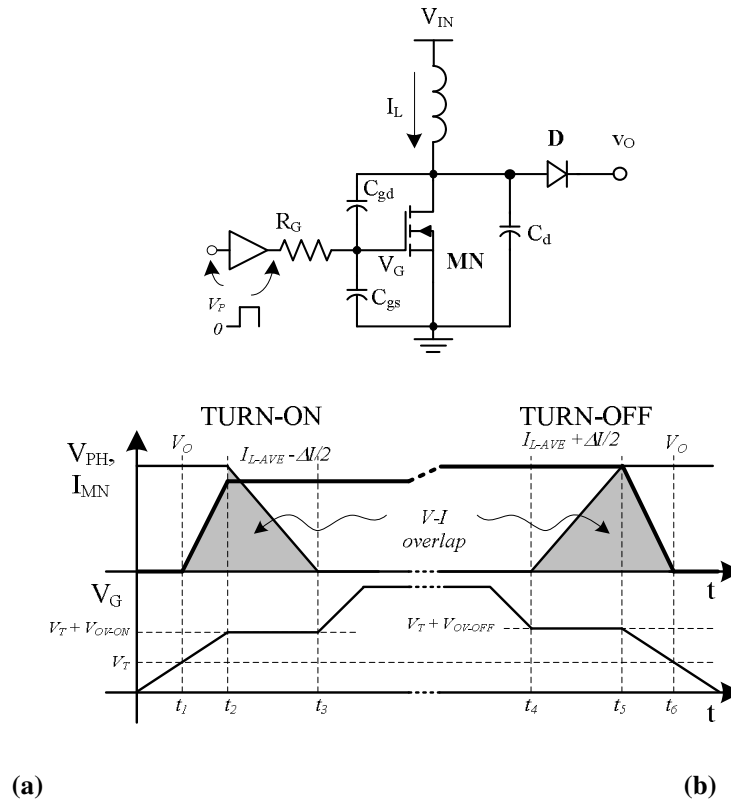 V_IN
I_L
D
v_O
C_gd
R_G
C_d
V_G
MN
V_P
C_gs
0
TURN-ON
TURN-OFF
V_O
I_L-AVE - ΔI/2
I_L-AVE + ΔI/2
V_O
V_PH,
I_MN
V-I
overlap
t
V_G
V_T + V_OV-ON
V_T + V_OV-OFF
V_T
t_1 t_2 t_3 t_4 t_5 t_6 t
(a) (b)